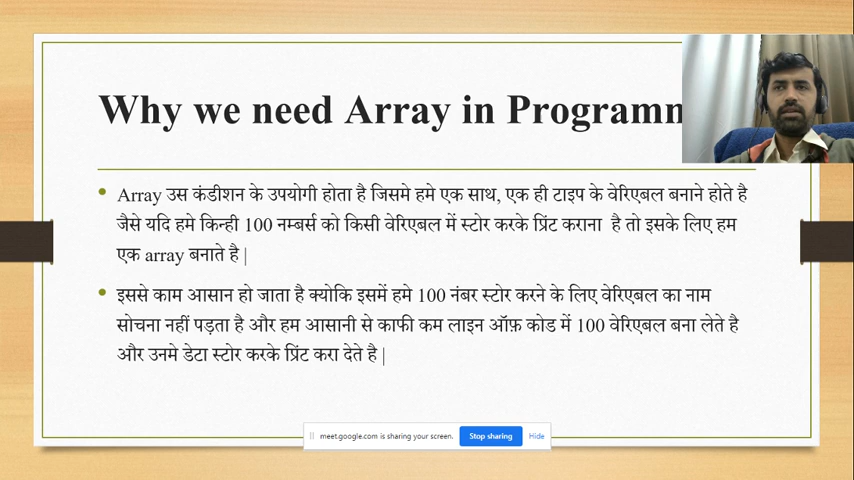 Why we need Array in Programm
• Array उस कंडीशन के उपयोगी होता है जिसमे हमे एक साथ, एक ही टाइप के वेरिएबल बनाने होते है
जैसे यदि हमे किन्ही 100 नम्बर्स को किसी वेरिएबल में स्टोर करके प्रिंट कराना है तो इसके लिए हम
एक array बनाते है |
• इससे काम आसान हो जाता है क्योकि इसमें हमे 100 नंबर स्टोर करने के लिए वेरिएबल का नाम
सोचना नहीं पड़ता है और हम आसानी से काफी कम लाइन ऑफ़ कोड में 100 वेरिएबल बना लेते है
और उनमे डेटा स्टोर करके प्रिंट करा देते है |
meet.google.com is sharing your screen. Stop sharing Hide